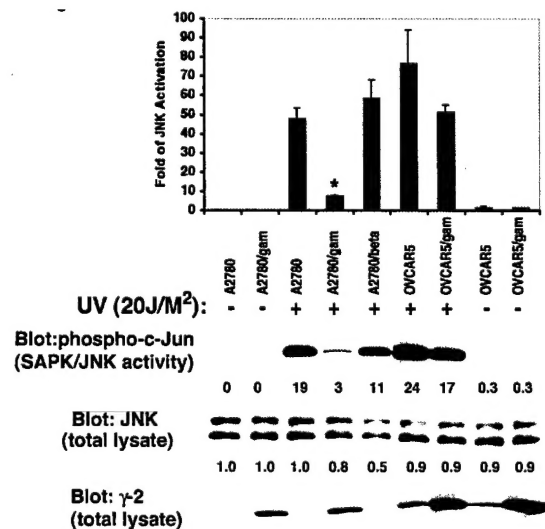 100
90
80
70
60
50
40
30
20
10
0
Fold of JNK Activation
*
A2780
A2780/gam
A2780
A2780/gam
A2780/beta
OVCAR5
OVCAR5/gam
OVCAR5
OVCAR5/gam
UV (20J/M²): - - + + + + + - -
Blot:phospho-c-Jun
(SAPK/JNK activity)
0 0 19 3 11 24 17 0.3 0.3
Blot: JNK
(total lysate)
1.0 1.0 1.0 0.8 0.5 0.9 0.9 0.9 0.9
Blot: γ-2
(total lysate)